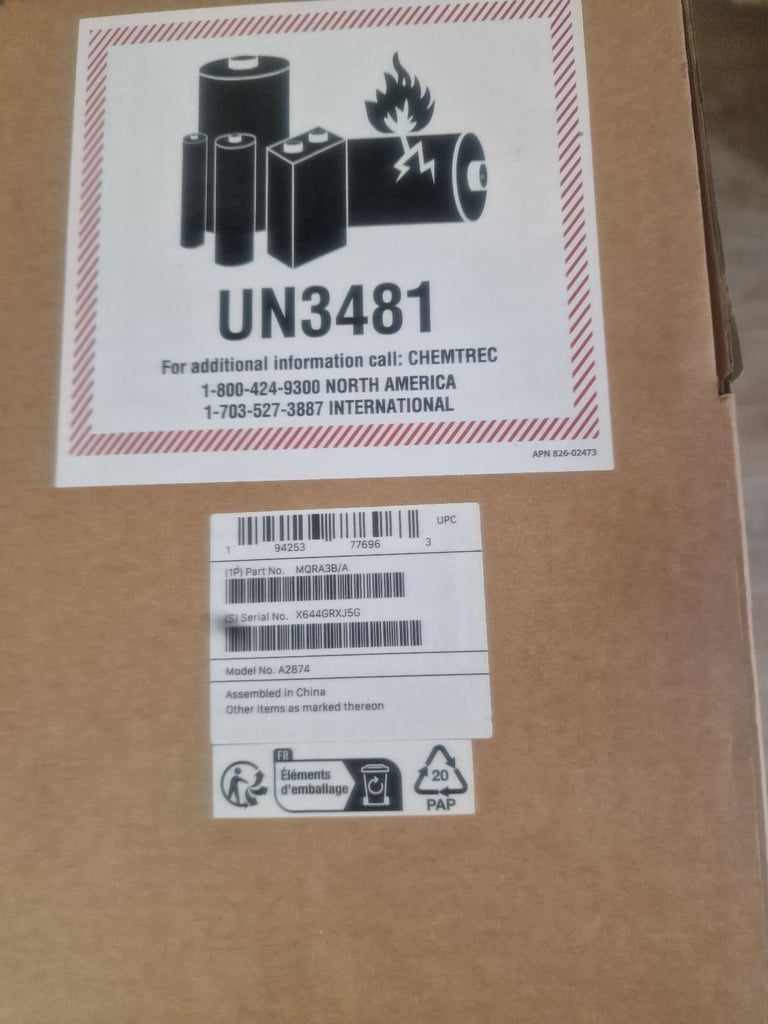 UN3481
For additional information call: CHEMTREC
1-800-424-9300 NORTH AMERICA
1-703-527-3887 INTERNATIONAL
APN 826-02473
UPC
1 94253 77696 3
(1P) Part No. MQRA3B/A
(S) Serial No. X644GRXJ5G
Model No. A2874
Assembled in China
Other items as marked thereon
FR
Éléments
d'emballage
20
PAP